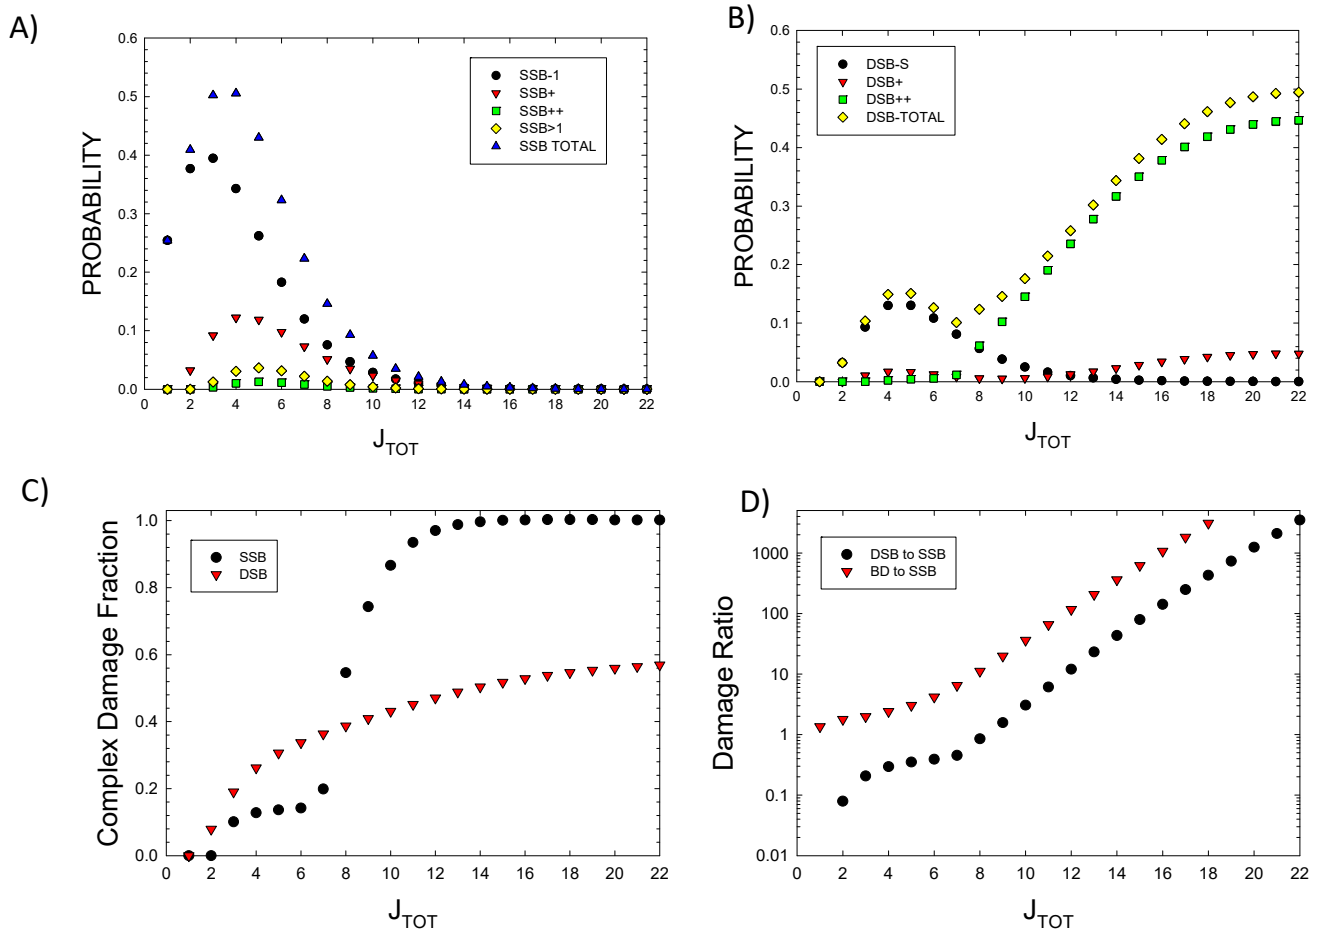 A)
PROBABILITY
0.6
0.5
0.4
0.3
0.2
0.1
0.0
SSB-1
SSB+
SSB++
SSB>1
SSB TOTAL
0 2 4 6 8 10 12 14 16 18 20 22
J_TOT
B)
PROBABILITY
0.6
0.5
0.4
0.3
0.2
0.1
0.0
DSB-S
DSB+
DSB++
DSB-TOTAL
0 2 4 6 8 10 12 14 16 18 20 22
J_TOT
C)
Complex Damage Fraction
1.0
0.8
0.6
0.4
0.2
0.0
SSB
DSB
0 2 4 6 8 10 12 14 16 18 20 22
J_TOT
D)
Damage Ratio
1000
100
10
1
0.1
0.01
DSB to SSB
BD to SSB
0 2 4 6 8 10 12 14 16 18 20 22
J_TOT